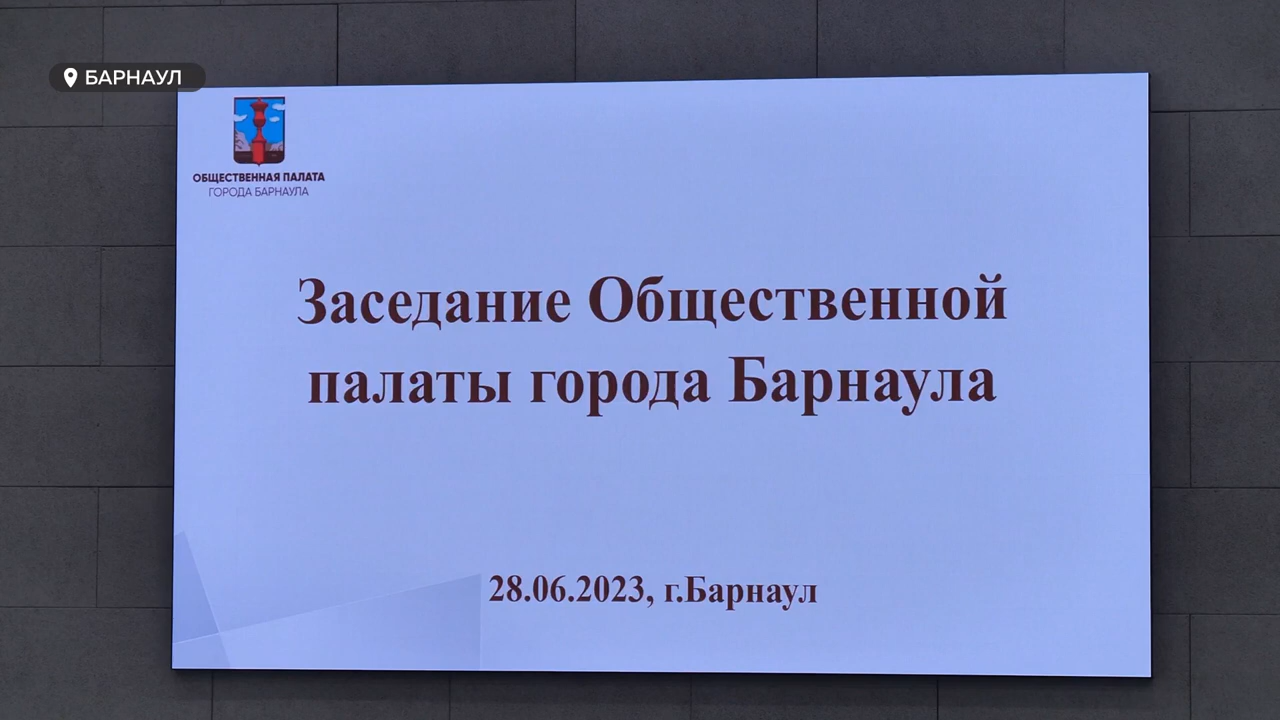 БАРНАУЛ
ОБЩЕСТВЕННАЯ ПАЛАТА
ГОРОДА БАРНАУЛА
Заседание Общественной
палаты города Барнаула
28.06.2023, г.Барнаул